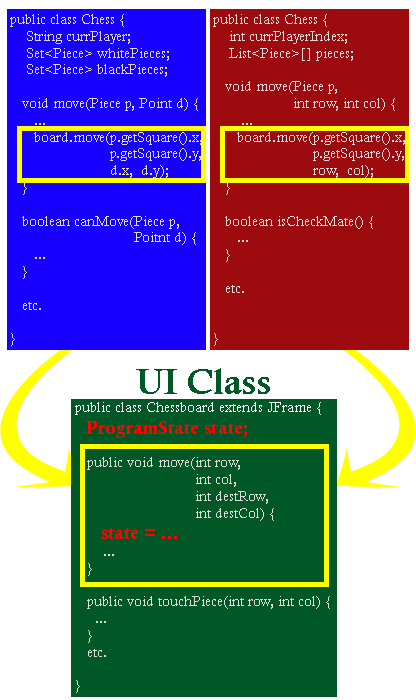 public class Chess {
String currPlayer;
Set<Piece> whitePieces;
Set<Piece> blackPieces;
void move(Piece p, Point d) {
...
board.move(p.getSquare().x,
p.getSquare().y,
d.x, d.y);
}
boolean canMove(Piece p,
Poitnt d) {
...
}
etc.
}
public class Chess {
int currPlayerIndex;
List<Piece>[] pieces;
void move(Piece p,
int row, int col) {
...
board.move(p.getSquare().x,
p.getSquare().y,
row, col);
}
boolean isCheckMate() {
...
}
etc.
}
UI Class
public class Chessboard extends JFrame {
ProgramState state;
public void move(int row,
int col,
int destRow,
int destCol) {
state = ...
...
}
public void touchPiece(int row, int col) {
...
}
etc.
}